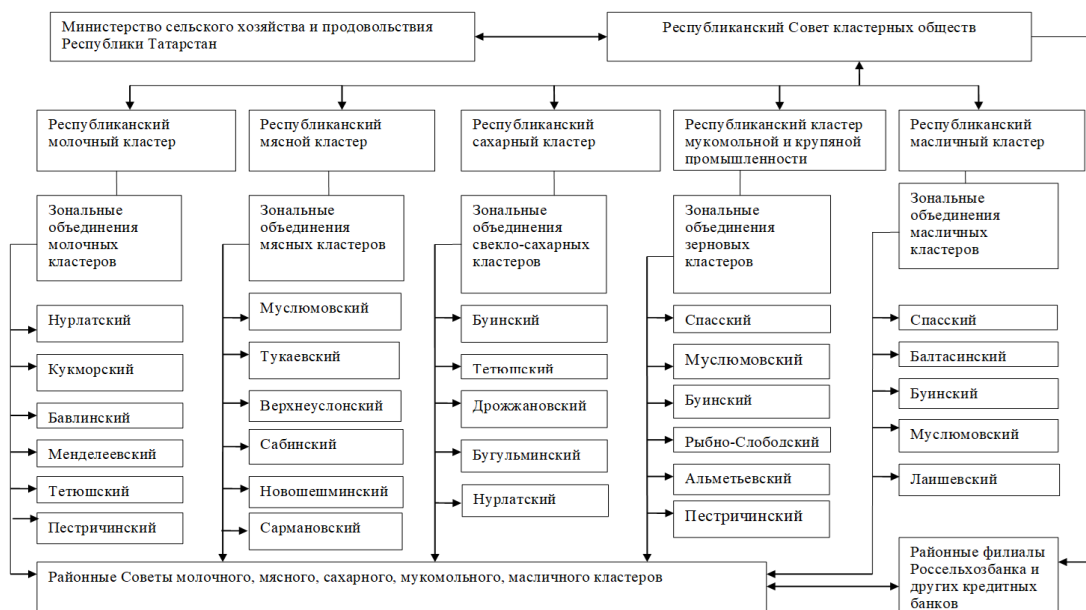 Министерство сельского хозяйства и продовольствия
Республики Татарстан
Республиканский Совет кластерных обществ
Республиканский
молочный кластер
Республиканский
мясной кластер
Республиканский
сахарный кластер
Республиканский кластер
мукомольной и крупяной
промышленности
Республиканский
масличный кластер
Зональные
объединения
молочных
кластеров
Зональные
объединения
мясных кластеров
Зональные
объединения
свекло-сахарных
кластеров
Зональные
объединения
зерновых
кластеров
Зональные
объединения
масличных
кластеров
Нурлатский
Кукморский
Бавлинский
Менделеевский
Тетюшский
Пестричинский
Муслюмовский
Тукаевский
Верхнеуслонский
Сабинский
Новошешминский
Сармановский
Буинский
Тетюшский
Дрожжановский
Бугульминский
Нурлатский
Спасский
Муслюмовский
Буинский
Рыбно-Слободский
Альметьевский
Пестричинский
Спасский
Балтасинский
Буинский
Муслюмовский
Лаишевский
Районные Советы молочного, мясного, сахарного, мукомольного, масличного кластеров
Районные филиалы
Россельхозбанка и
других кредитных
банков